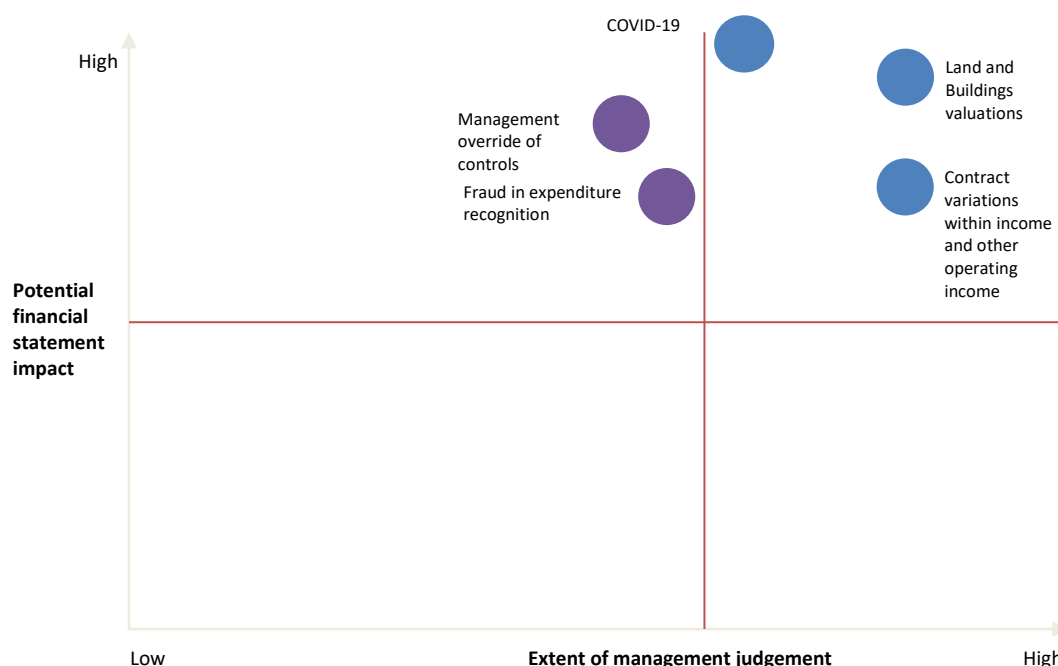 COVID-19
High
Land and
Buildings
valuations
Management
override of
controls
Fraud in expenditure
recognition
Contract
variations
within income
and other
operating
income
Potential
financial
statement
impact
Low
Extent of management judgement
High